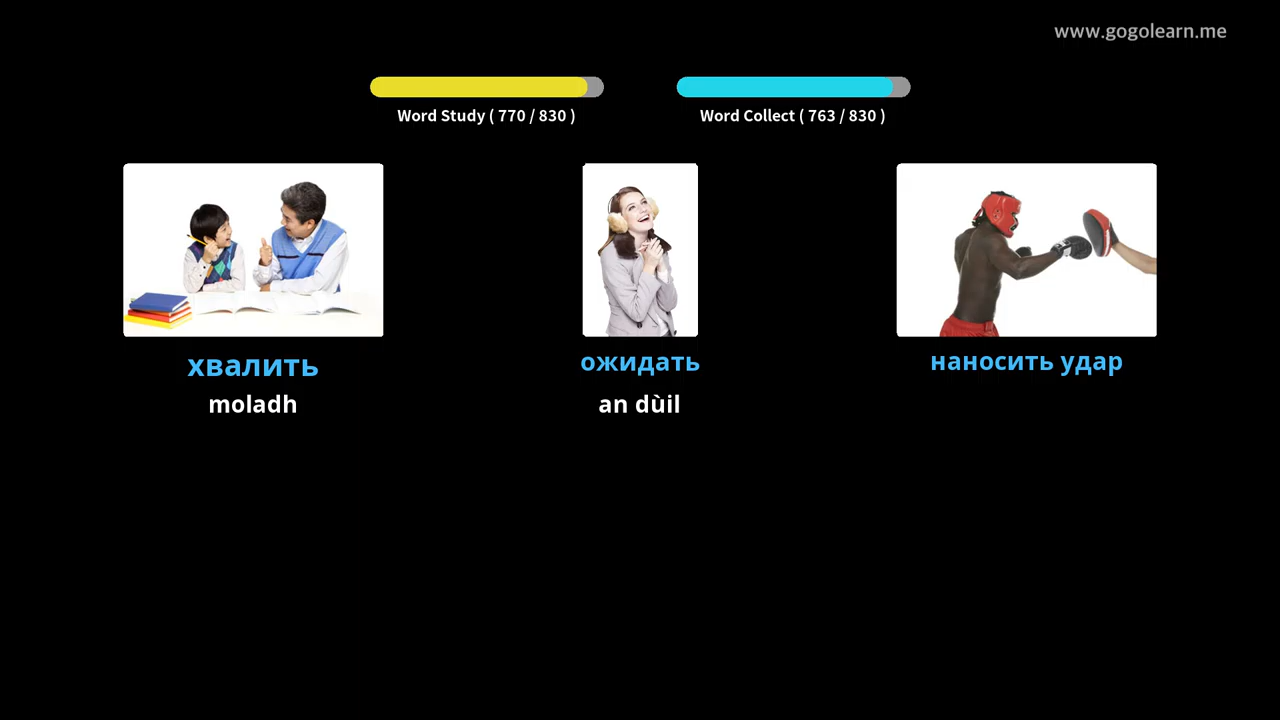 www.gogolearn.me
Word Study ( 770 / 830 )
Word Collect ( 763 / 830 )
хвалить
moladh
ожидать
an dùil
наносить удар